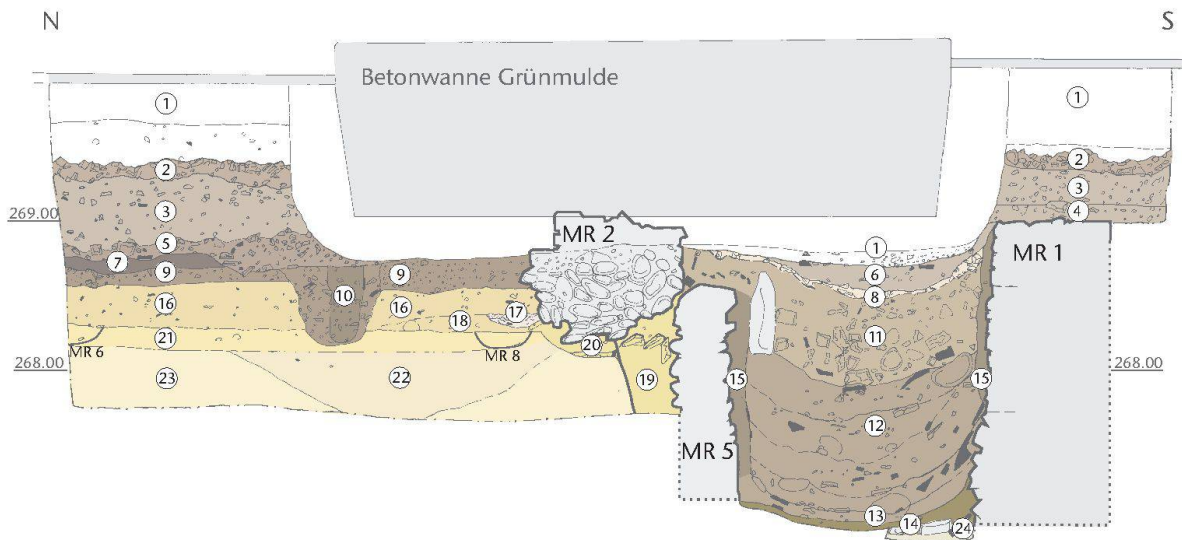 N S
Betonwanne Grünmulde
1 1
2 2
3 3
269.00 4
MR 2 MR 1
5 1
7 6
9 9 8
10
16 16 17 11
18
21 20
MR 6 MR 8
268.00 268.00
23 22 19 15 15
12
MR 5
13
14 24